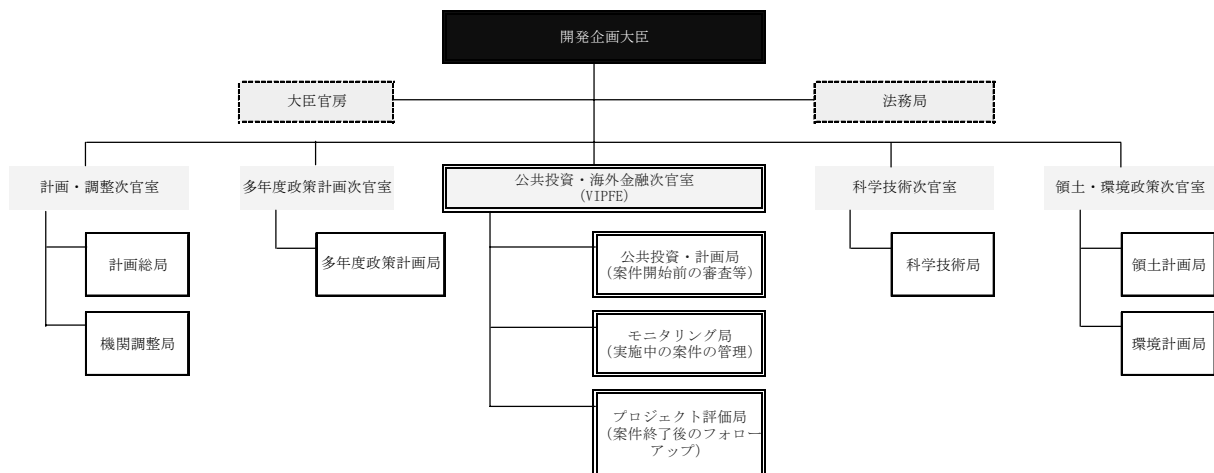 開発企画大臣
大臣官房
法務局
計画・調整次官室
多年度政策計画次官室
公共投資・海外金融次官室
(VIPFE)
科学技術次官室
領土・環境政策次官室
計画総局
機関調整局
多年度政策計画局
公共投資・計画局
(案件開始前の審査等)
モニタリング局
(実施中の案件の管理)
プロジェクト評価局
(案件終了後のフォロー
アップ)
科学技術局
領土計画局
環境計画局